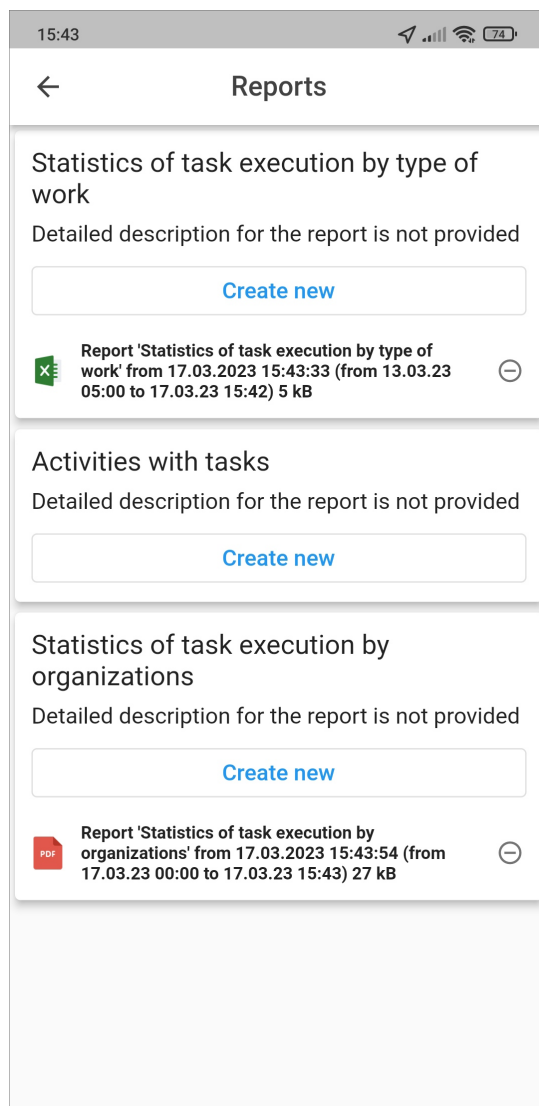 15:43
74
Reports
Statistics of task execution by type of
work
Detailed description for the report is not provided
Create new
X
Report 'Statistics of task execution by type of
work' from 17.03.2023 15:43:33 (from 13.03.23
05:00 to 17.03.23 15:42) 5 kB
Activities with tasks
Detailed description for the report is not provided
Create new
Statistics of task execution by
organizations
Detailed description for the report is not provided
Create new
PDF
Report 'Statistics of task execution by
organizations' from 17.03.2023 15:43:54 (from
17.03.23 00:00 to 17.03.23 15:43) 27 kB